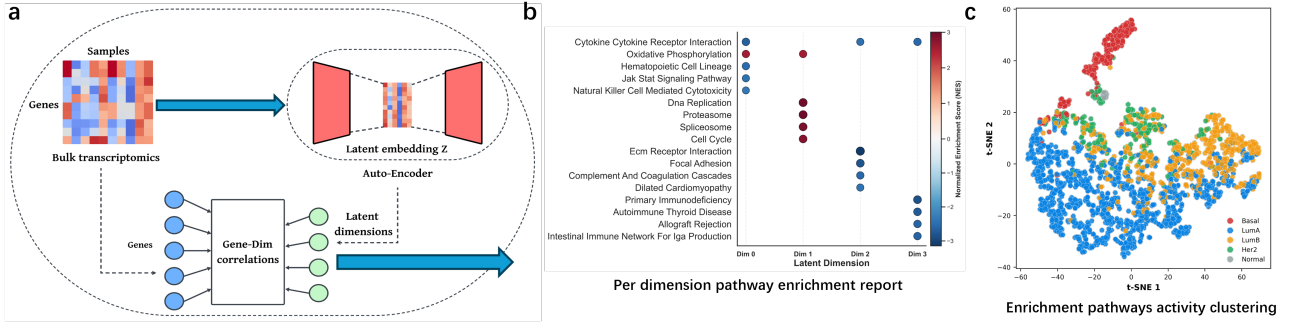 a
Samples
Genes
Bulk transcriptomics
Latent embedding Z
Auto-Encoder
Genes
Gene-Dim
correlations
Latent
dimensions
b
Cytokine Cytokine Receptor Interaction
Oxidative Phosphorylation
Hematopoietic Cell Lineage
Jak Stat Signaling Pathway
Natural Killer Cell Mediated Cytotoxicity
Dna Replication
Proteasome
Spliceosome
Cell Cycle
Ecm Receptor Interaction
Focal Adhesion
Complement And Coagulation Cascades
Dilated Cardiomyopathy
Primary Immunodeficiency
Autoimmune Thyroid Disease
Allograft Rejection
Intestinal Immune Network For Iga Production
Dim 0 Dim 1 Dim 2 Dim 3
Latent Dimension
3
2
1
0
−1
−2
−3
Normalized Enrichment Score (NES)
Per dimension pathway enrichment report
c
60
40
20
0
−20
−40
t-SNE 2
−60 −40 −20 0 20 40 60
t-SNE 1
Basal
LumA
LumB
Her2
Normal
Enrichment pathways activity clustering